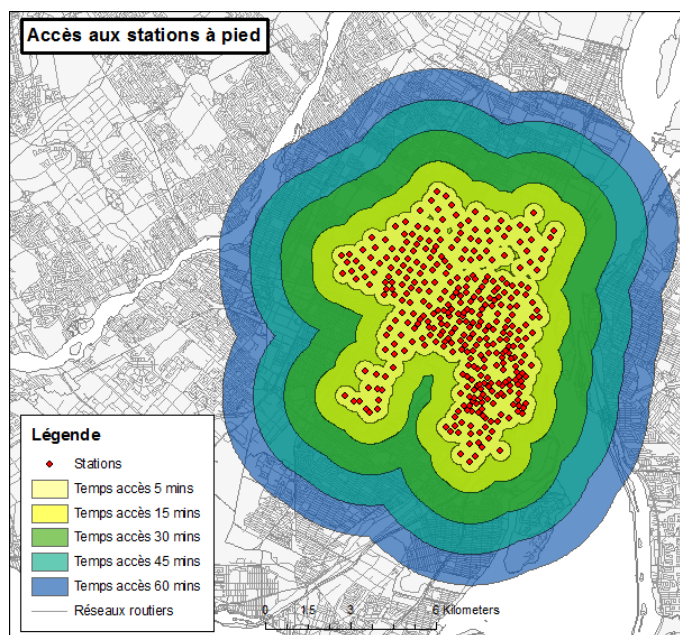 Accès aux stations à pied
Légende
Stations
Temps accès 5 mins
Temps accès 15 mins
Temps accès 30 mins
Temps accès 45 mins
Temps accès 60 mins
Réseaux routiers
0 1.5 3 6 Kilometers